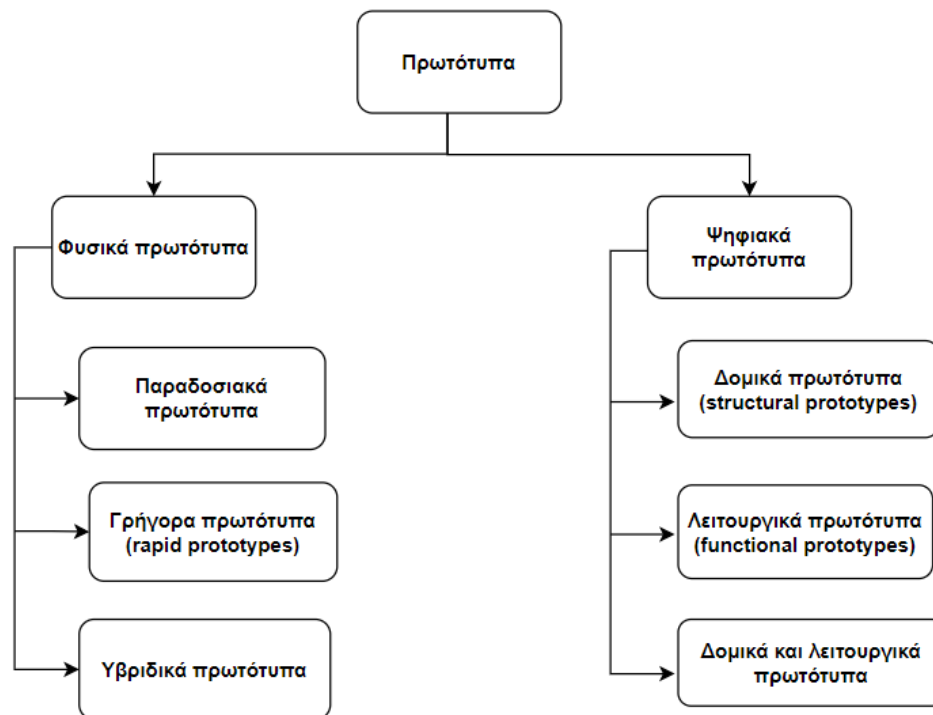 Πρωτότυπα
Φυσικά πρωτότυπα
Ψηφιακά
πρωτότυπα
Παραδοσιακά
πρωτότυπα
Γρήγορα πρωτότυπα
(rapid prototypes)
Υβριδικά πρωτότυπα
Δομικά πρωτότυπα
(structural prototypes)
Λειτουργικά πρωτότυπα
(functional prototypes)
Δομικά και λειτουργικά
πρωτότυπα